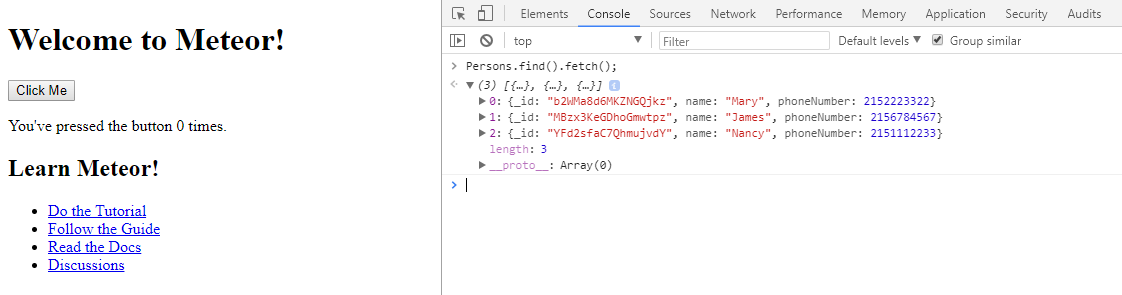 Welcome to Meteor!
Click Me
You've pressed the button 0 times.
Learn Meteor!
Do the Tutorial
Follow the Guide
Read the Docs
Discussions
Elements Console Sources Network Performance Memory Application Security Audits
top Filter Default levels Group similar
Persons.find().fetch();
(3) [{…}, {…}, {…}]
0: {_id: "b2WMa8d6MKZNGQjkz", name: "Mary", phoneNumber: 2152223322}
1: {_id: "MBzx3KeGDhoGmwtpz", name: "James", phoneNumber: 2156784567}
2: {_id: "YFd2sfaC7QhmujvdY", name: "Nancy", phoneNumber: 2151112233}
length: 3
__proto__: Array(0)